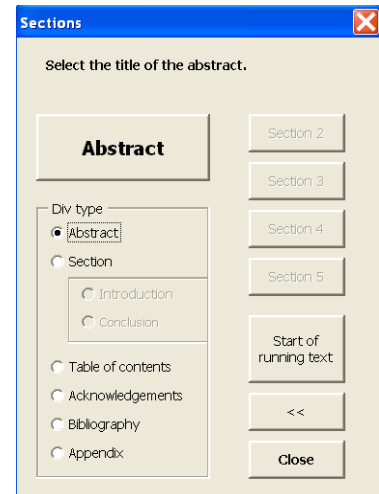 Sections
Select the title of the abstract.
Abstract
Div type
Abstract
Section
Introduction
Conclusion
Table of contents
Acknowledgements
Bibliography
Appendix
Section 2
Section 3
Section 4
Section 5
Start of
running text
<<
Close